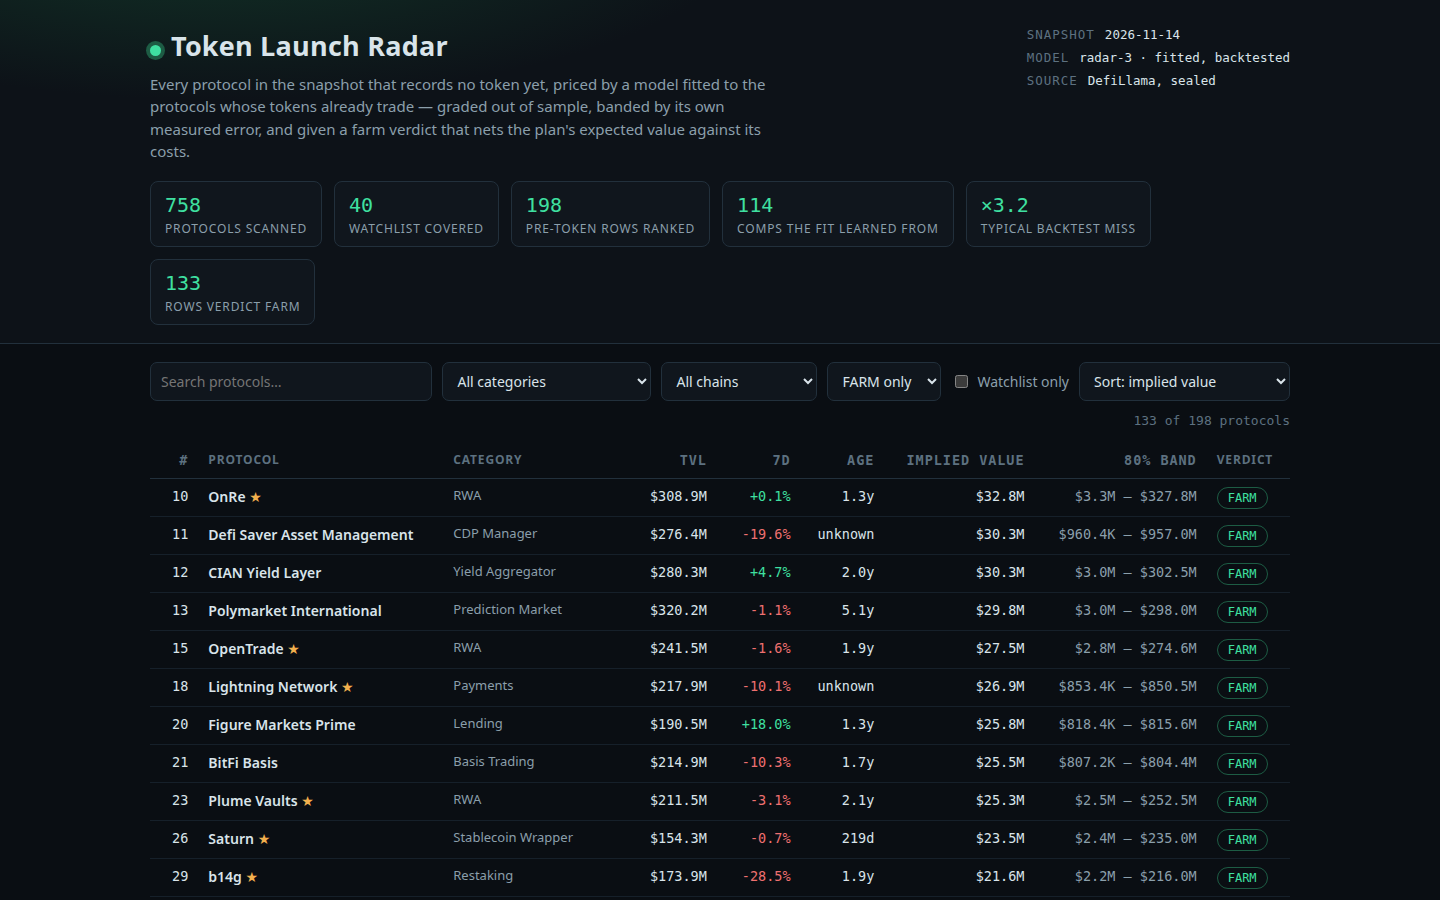 Token Launch Radar
SNAPSHOT 2026-11-14
MODEL radar-3 · fitted, backtested
SOURCE DefiLlama, sealed
Every protocol in the snapshot that records no token yet, priced by a model fitted to the
protocols whose tokens already trade — graded out of sample, banded by its own
measured error, and given a farm verdict that nets the plan's expected value against its
costs.
758
PROTOCOLS SCANNED
40
WATCHLIST COVERED
198
PRE-TOKEN ROWS RANKED
114
COMPS THE FIT LEARNED FROM
×3.2
TYPICAL BACKTEST MISS
133
ROWS VERDICT FARM
Search protocols... All categories All chains FARM only Watchlist only Sort: implied value
133 of 198 protocols
# PROTOCOL CATEGORY TVL 7D AGE IMPLIED VALUE 80% BAND VERDICT
10 OnRe ★ RWA $308.9M +0.1% 1.3y $32.8M $3.3M — $327.8M FARM
11 Defi Saver Asset Management CDP Manager $276.4M -19.6% unknown $30.3M $960.4K — $957.0M FARM
12 CIAN Yield Layer Yield Aggregator $280.3M +4.7% 2.0y $30.3M $3.0M — $302.5M FARM
13 Polymarket International Prediction Market $320.2M -1.1% 5.1y $29.8M $3.0M — $298.0M FARM
15 OpenTrade ★ RWA $241.5M -1.6% 1.9y $27.5M $2.8M — $274.6M FARM
18 Lightning Network ★ Payments $217.9M -10.1% unknown $26.9M $853.4K — $850.5M FARM
20 Figure Markets Prime Lending $190.5M +18.0% 1.3y $25.8M $818.4K — $815.6M FARM
21 BitFi Basis Basis Trading $214.9M -10.3% 1.7y $25.5M $807.2K — $804.4M FARM
23 Plume Vaults ★ RWA $211.5M -3.1% 2.1y $25.3M $2.5M — $252.5M FARM
26 Saturn ★ Stablecoin Wrapper $154.3M -0.7% 219d $23.5M $2.4M — $235.0M FARM
29 b14g ★ Restaking $173.9M -28.5% 1.9y $21.6M $2.2M — $216.0M FARM